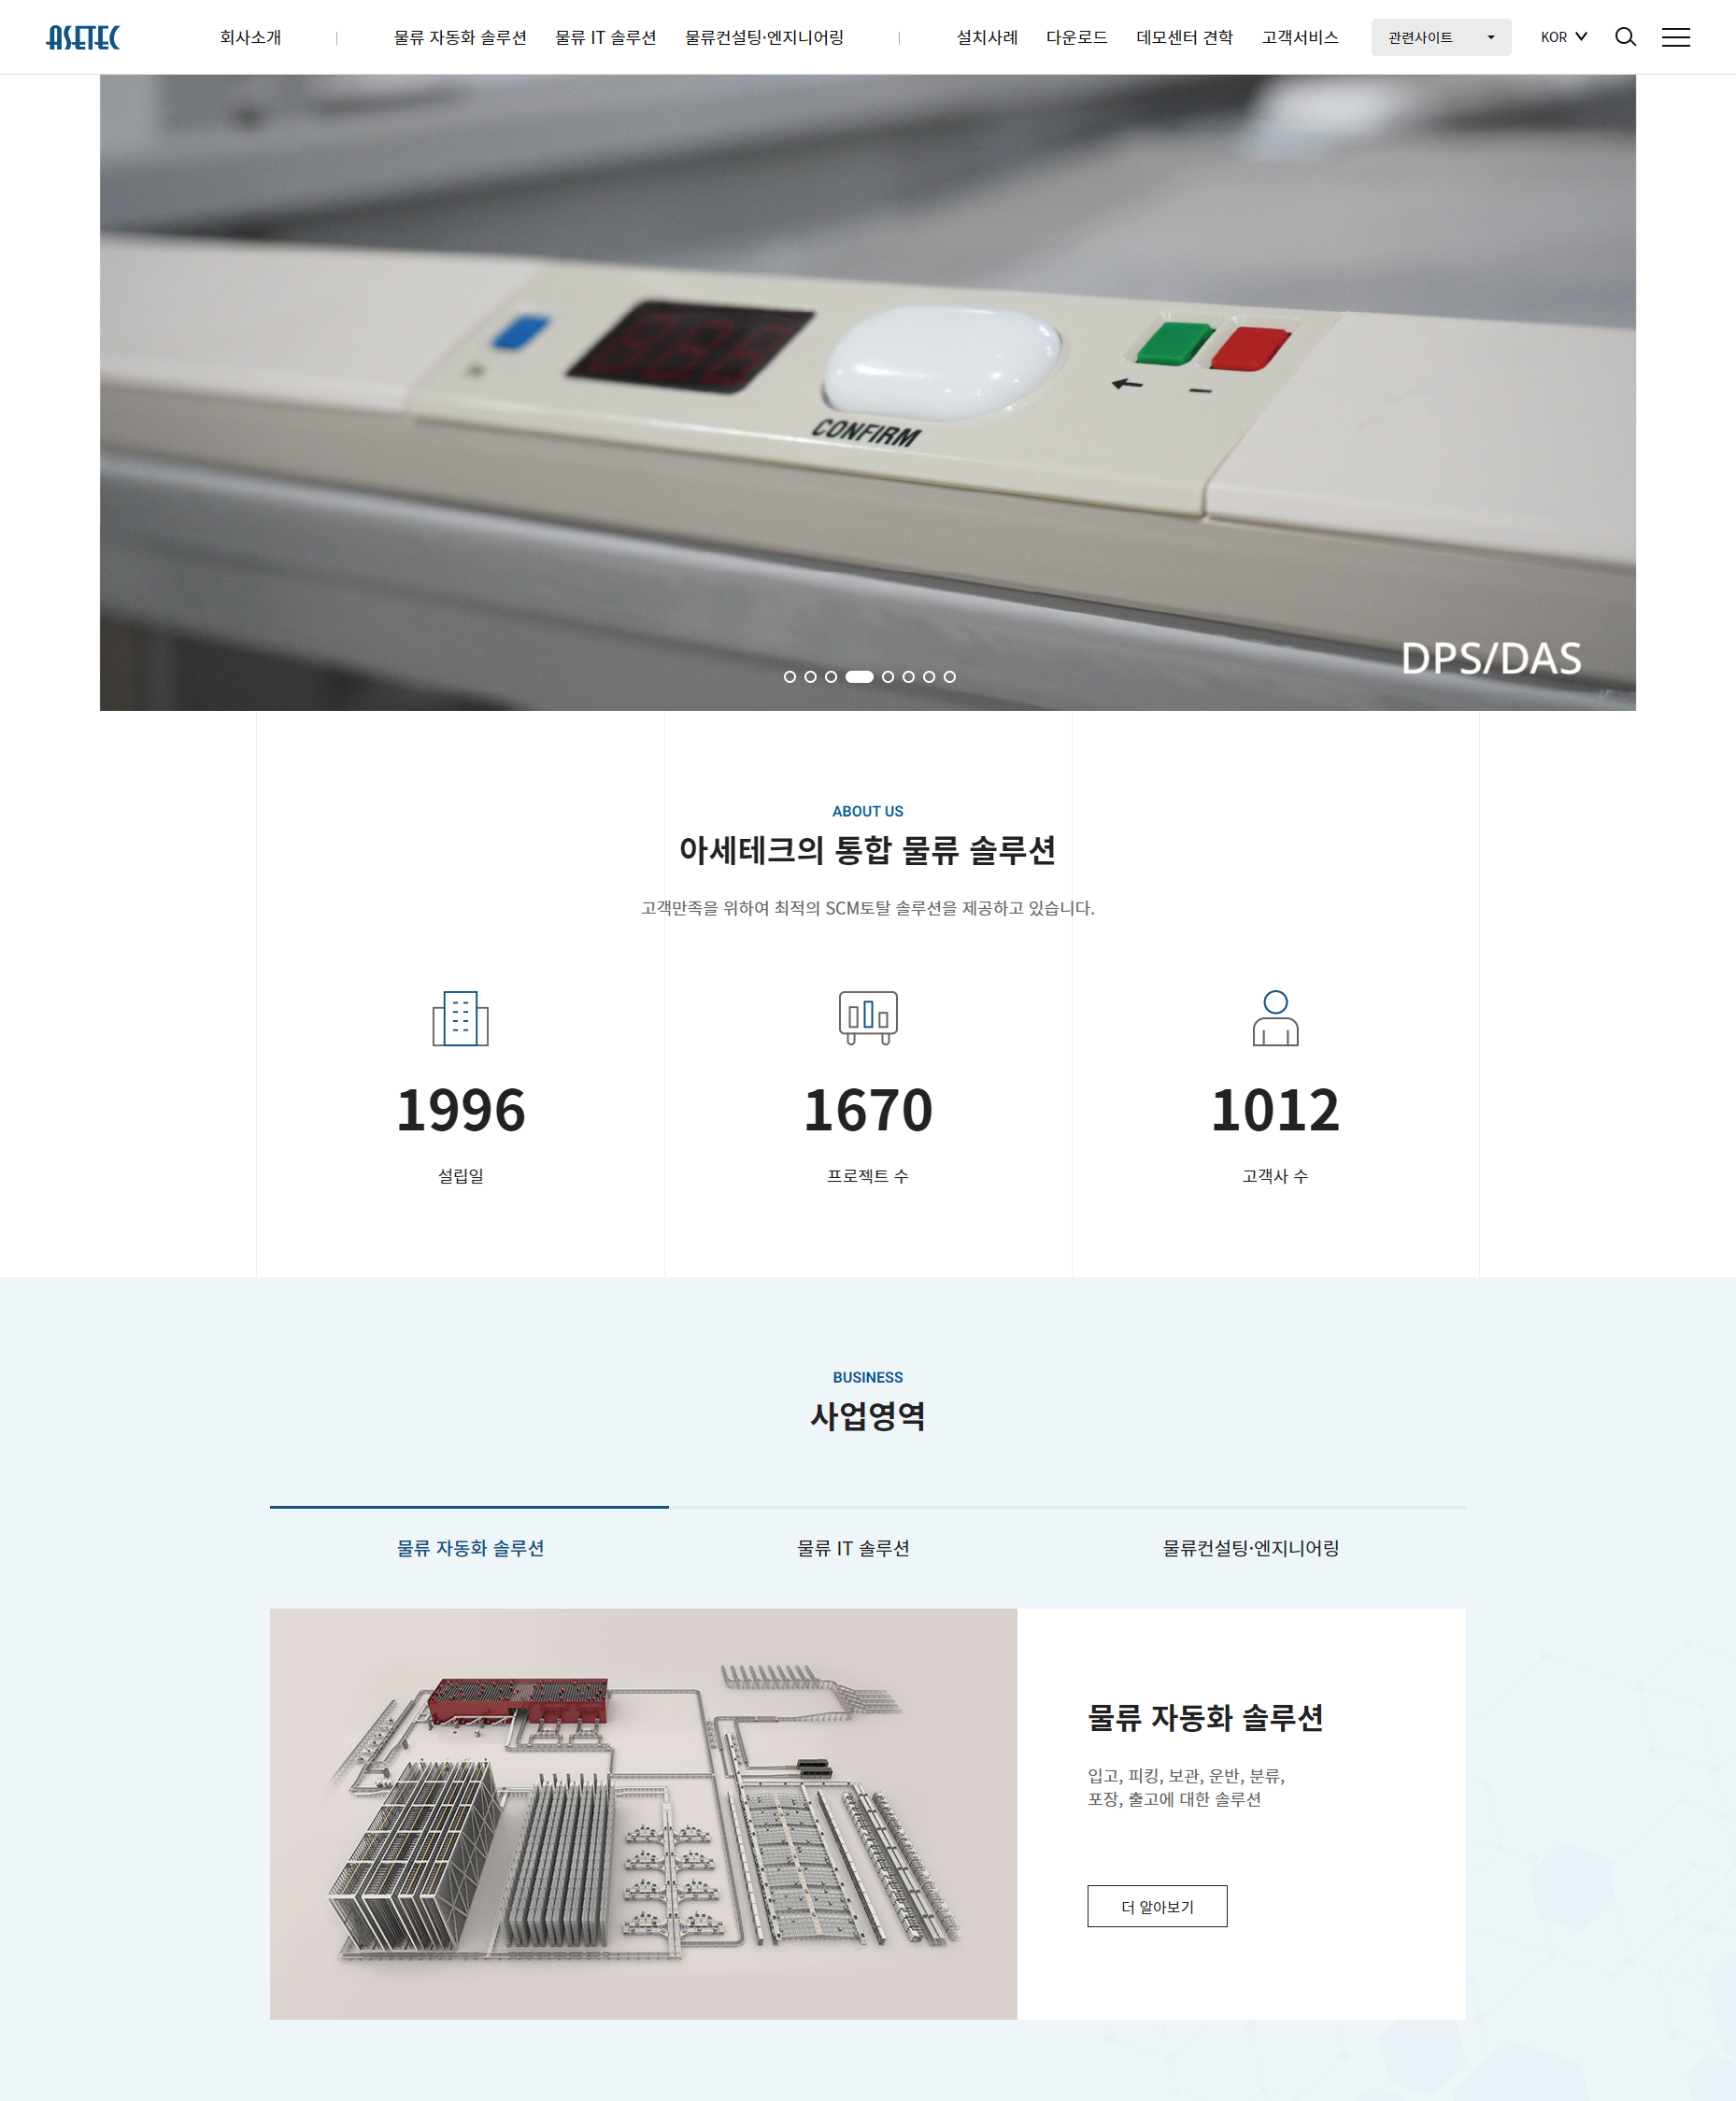 ASETEC
회사소개
물류 자동화 솔루션
물류 IT 솔루션
물류컨설팅·엔지니어링
설치사례
다운로드
데모센터 견학
고객서비스
관련사이트
KOR
CONFIRM
DPS/DAS
ABOUT US
아세테크의 통합 물류 솔루션
고객만족을 위하여 최적의 SCM토탈 솔루션을 제공하고 있습니다.
1996
설립일
1670
프로젝트 수
1012
고객사 수
BUSINESS
사업영역
물류 자동화 솔루션
물류 IT 솔루션
물류컨설팅·엔지니어링
물류 자동화 솔루션
입고, 피킹, 보관, 운반, 분류,
포장, 출고에 대한 솔루션
더 알아보기